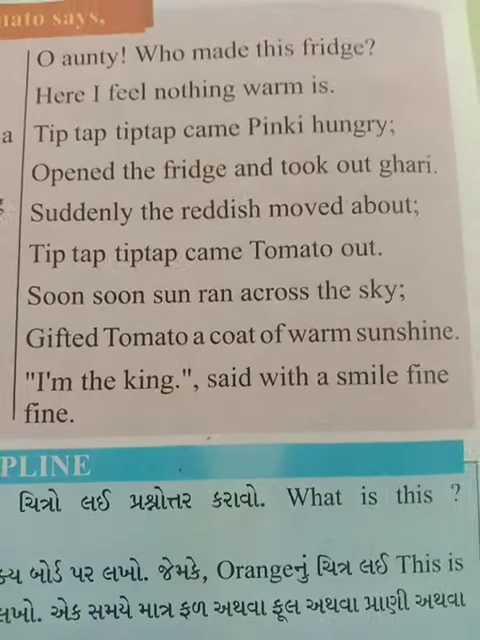 ato says,
O aunty! Who made this fridge?
Here I feel nothing warm is.
a Tip tap tiptap came Pinki hungry;
Opened the fridge and took out ghari.
Suddenly the reddish moved about;
Tip tap tiptap came Tomato out.
Soon soon sun ran across the sky;
Gifted Tomato a coat of warm sunshine.
"I'm the king.", said with a smile fine
fine.
PLINE
ચિત્રો લઈ પ્રશ્નોત્તર કરાવો. What is this ?
ક્ય બોર્ડ પર લખો. જેમકે, Orangeનું ચિત્ર લઈ This is
લખો. એક સમયે માત્ર ફળ અથવા ફૂલ અથવા પ્રાણી અથવા